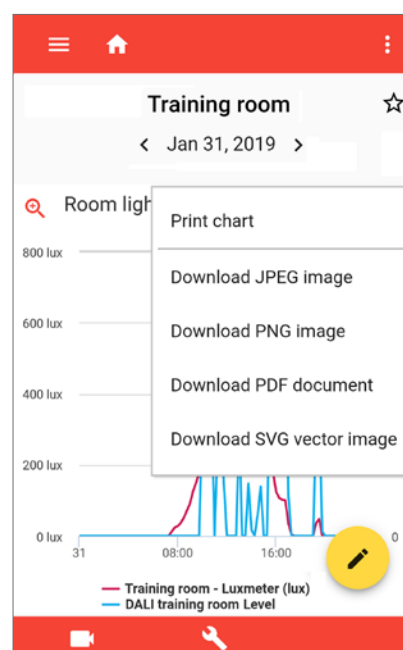 Training room
Jan 31, 2019
Room ligh
Print chart
Download JPEG image
Download PNG image
Download PDF document
Download SVG vector image
800 lux
600 lux
400 lux
200 lux
0 lux
0
31
08:00
16:00
Training room - Luxmeter (lux)
DALI training room Level